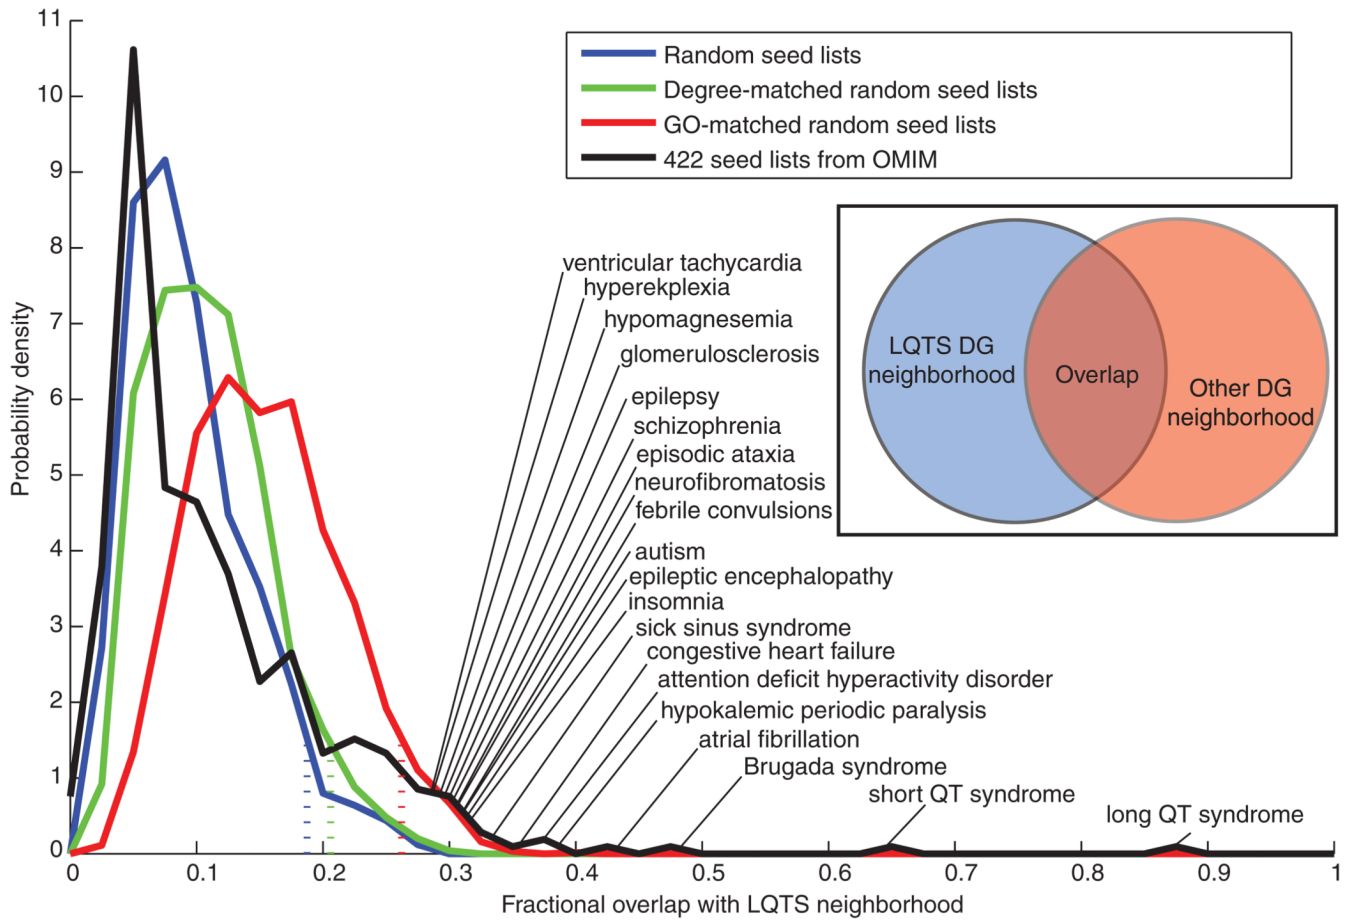 11
10
9
8
7
6
5
4
3
2
1
0
Probability density
Random seed lists
Degree-matched random seed lists
GO-matched random seed lists
422 seed lists from OMIM
LQTS DG
neighborhood
Overlap
Other DG
neighborhood
ventricular tachycardia
hyperekplexia
hypomagnesemia
glomerulosclerosis
epilepsy
schizophrenia
episodic ataxia
neurofibromatosis
febrile convulsions
autism
epileptic encephalopathy
insomnia
sick sinus syndrome
congestive heart failure
attention deficit hyperactivity disorder
hypokalemic periodic paralysis
atrial fibrillation
Brugada syndrome
short QT syndrome
long QT syndrome
0 0.1 0.2 0.3 0.4 0.5 0.6 0.7 0.8 0.9 1
Fractional overlap with LQTS neighborhood